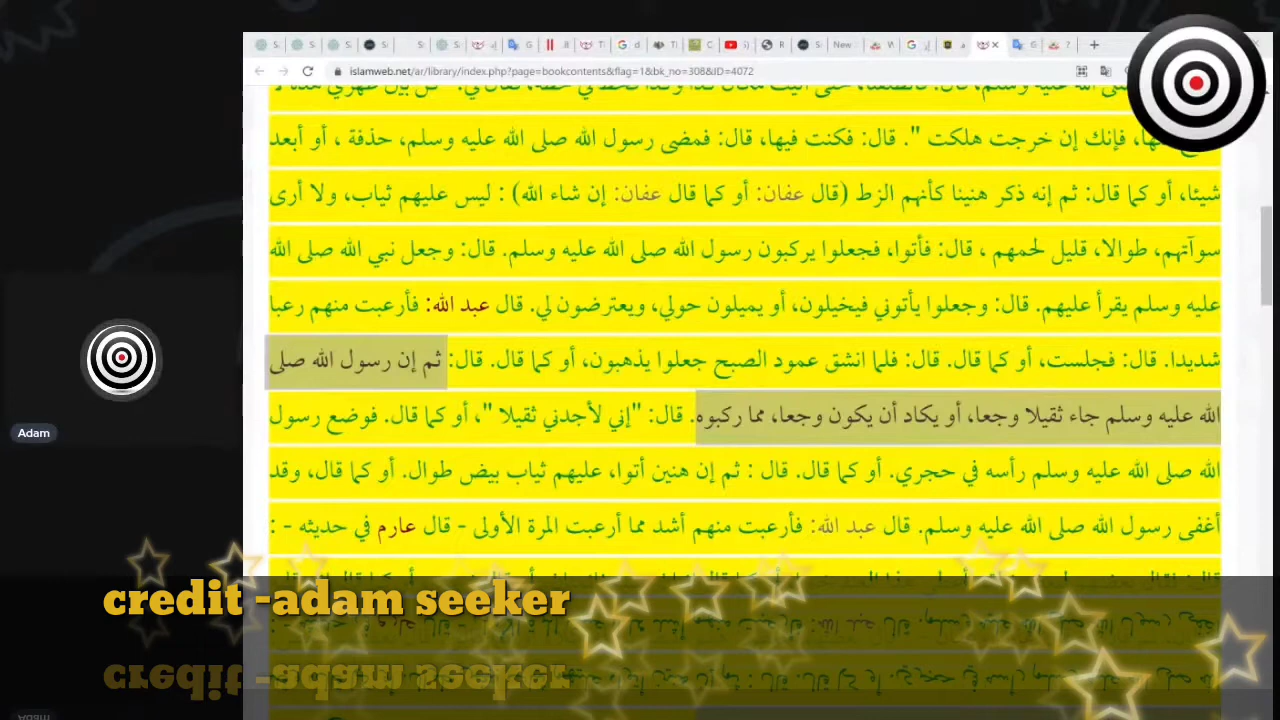 islamweb.net/ar/library/index.php?page=bookcontents&flag=1&bk_no=308&ID=4072
فإنك إن خرجت هلكت ". قال: فكنت فيها، قال: فمضى رسول الله صلى الله عليه وسلم، حذفة ، أو أبعد
شيئا، أو كما قال: ثم إنه ذكر هنينا كأنهم الزط (قال عفان: أو كما قال عفان: إن شاء الله) : ليس عليهم ثياب، ولا أرى
سوآتهم، طوالا، قليل لحمهم ، قال: فأتوا، فجعلوا يركبون رسول الله صلى الله عليه وسلم. قال: وجعل نبي الله صلى الله
عليه وسلم يقرأ عليهم. قال: وجعلوا يأتوني فيخيلون، أو يميلون حولي، ويعترضون لي. قال عبد الله: فأرعبت منهم رعبا
شديدا. قال: فجلست، أو كما قال. قال: فلما انشق عمود الصبح جعلوا يذهبون، أو كما قال. قال: ثم إن رسول الله صلى
الله عليه وسلم جاء ثقيلا وجعا، أو يكاد أن يكون وجعا، مما ركبوه. قال: "إني لأجدني ثقيلا "، أو كما قال. فوضع رسول
الله صلى الله عليه وسلم رأسه في حجري. أو كما قال. قال : ثم إن هنين أتوا، عليهم ثياب بيض طوال. أو كما قال، وقد
أغفى رسول الله صلى الله عليه وسلم. قال عبد الله: فأرعبت منهم أشد مما أرعبت المرة الأولى - قال عارم في حديثه - :
Adam
credit -adam seeker